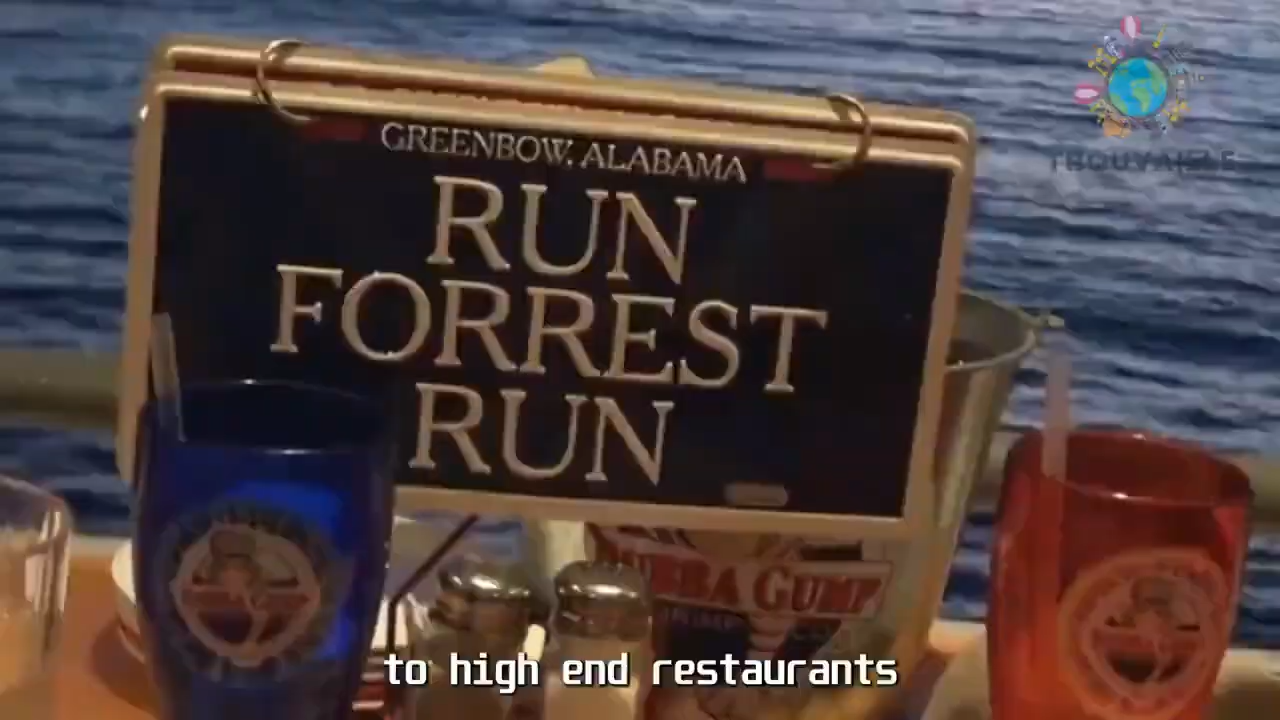 GREENBOW, ALABAMA
RUN
FORREST
RUN
BUBBA GUMP
to high end restaurants